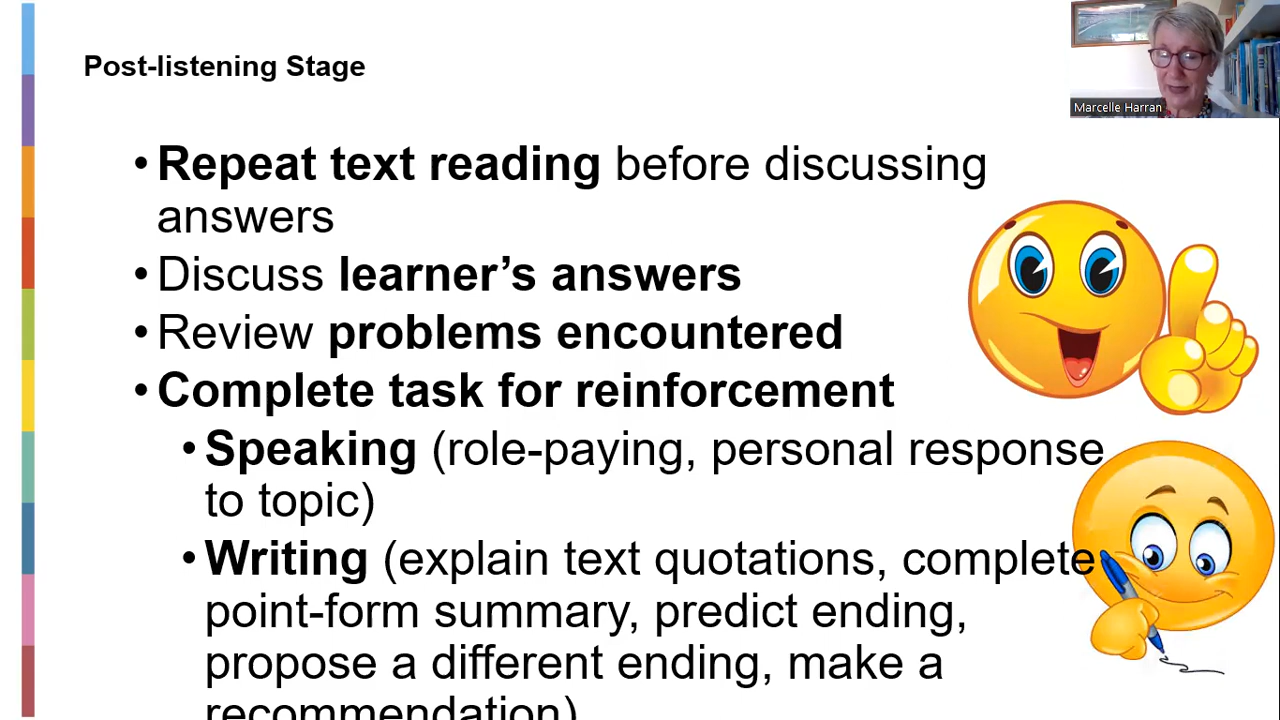 Post-listening Stage
Marcelle Harran
• Repeat text reading before discussing
answers
• Discuss learner’s answers
• Review problems encountered
• Complete task for reinforcement
• Speaking (role-paying, personal response
to topic)
• Writing (explain text quotations, complete
point-form summary, predict ending,
propose a different ending, make a
recommendation)